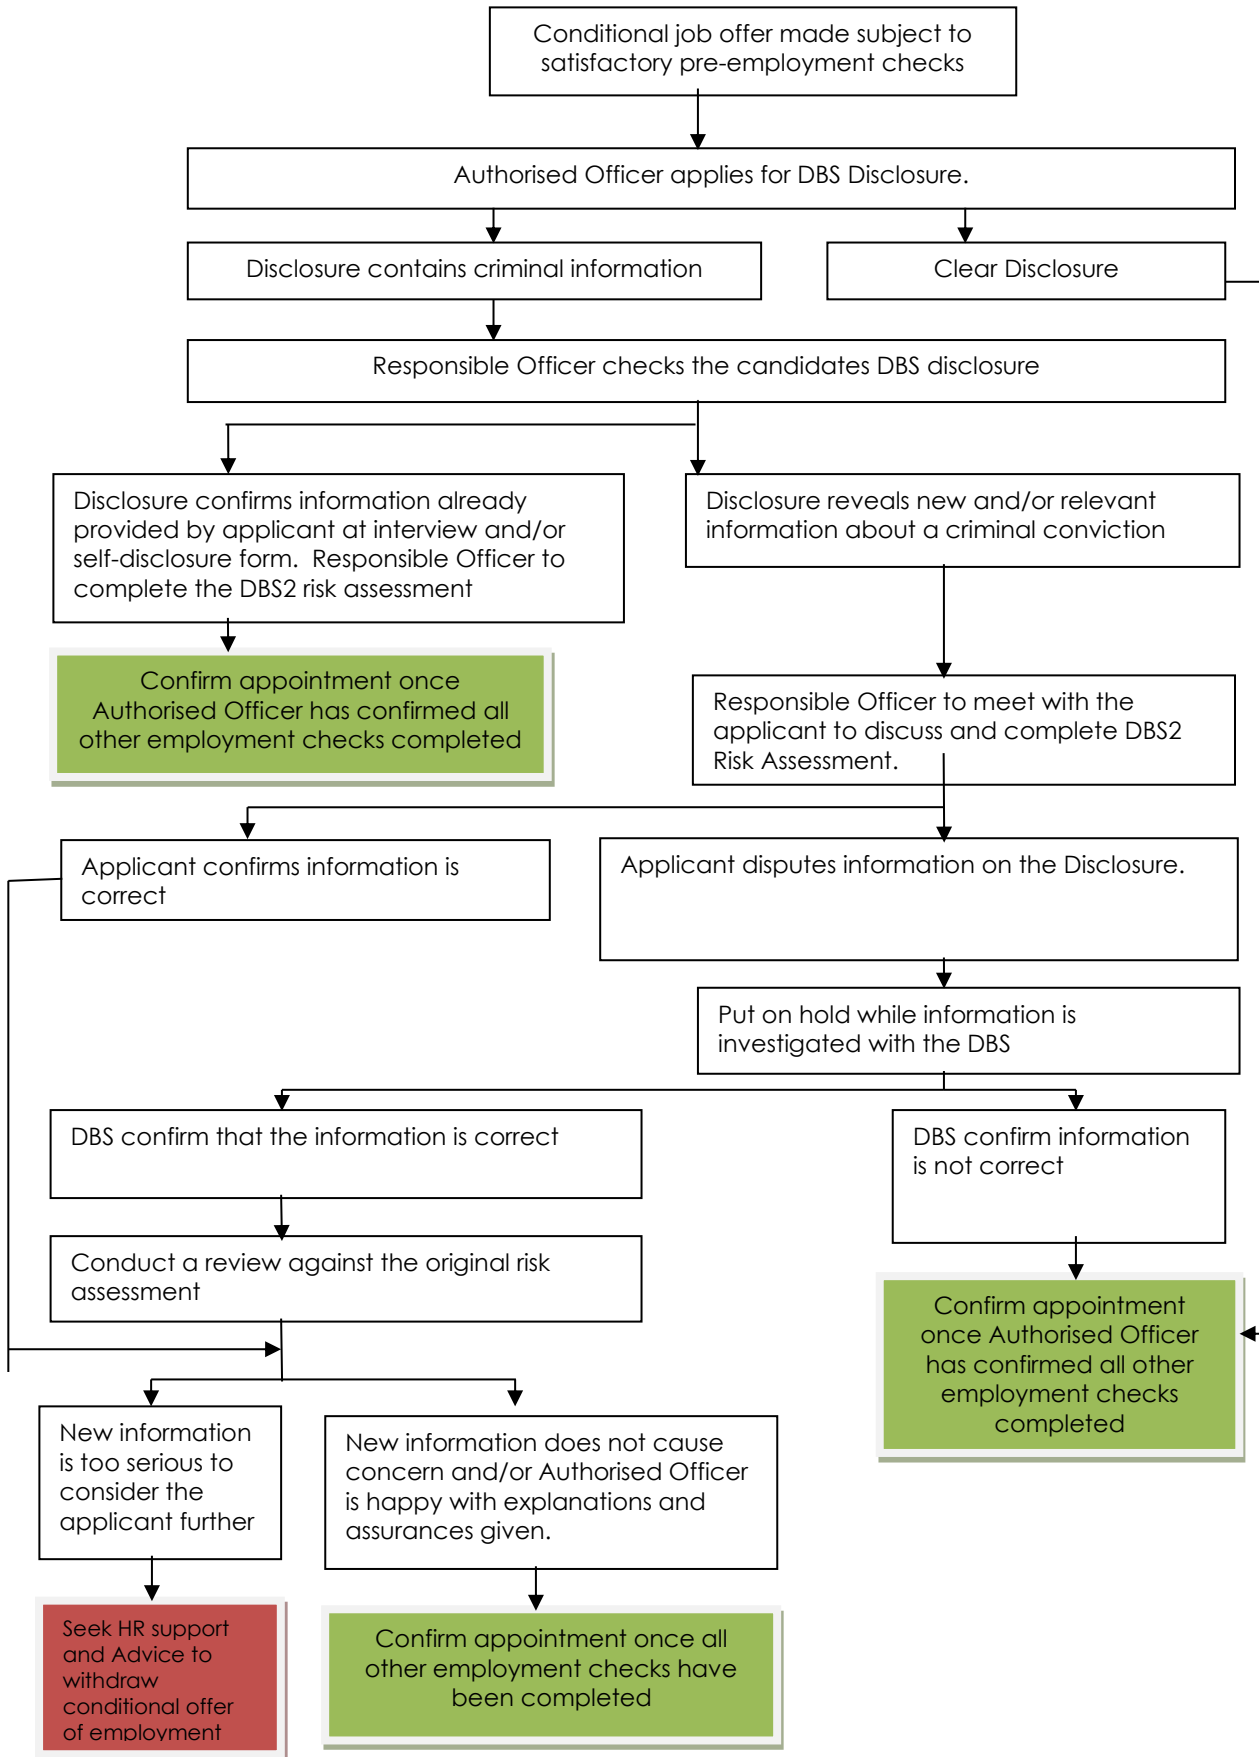 Conditional job offer made subject to
satisfactory pre-employment checks
Authorised Officer applies for DBS Disclosure.
Disclosure contains criminal information
Clear Disclosure
Responsible Officer checks the candidates DBS disclosure
Disclosure confirms information already
provided by applicant at interview and/or
self-disclosure form.  Responsible Officer to
complete the DBS2 risk assessment
Disclosure reveals new and/or relevant
information about a criminal conviction
Confirm appointment once
Authorised Officer has confirmed all
other employment checks completed
Responsible Officer to meet with the
applicant to discuss and complete DBS2
Risk Assessment.
Applicant confirms information is
correct
Applicant disputes information on the Disclosure.
Put on hold while information is
investigated with the DBS
DBS confirm that the information is correct
DBS confirm information
is not correct
Conduct a review against the original risk
assessment
Confirm appointment
once Authorised Officer
has confirmed all other
employment checks
completed
New information
is too serious to
consider the
applicant further
New information does not cause
concern and/or Authorised Officer
is happy with explanations and
assurances given.
Seek HR support
and Advice to
withdraw
conditional offer
of employment
Confirm appointment once all
other employment checks have
been completed